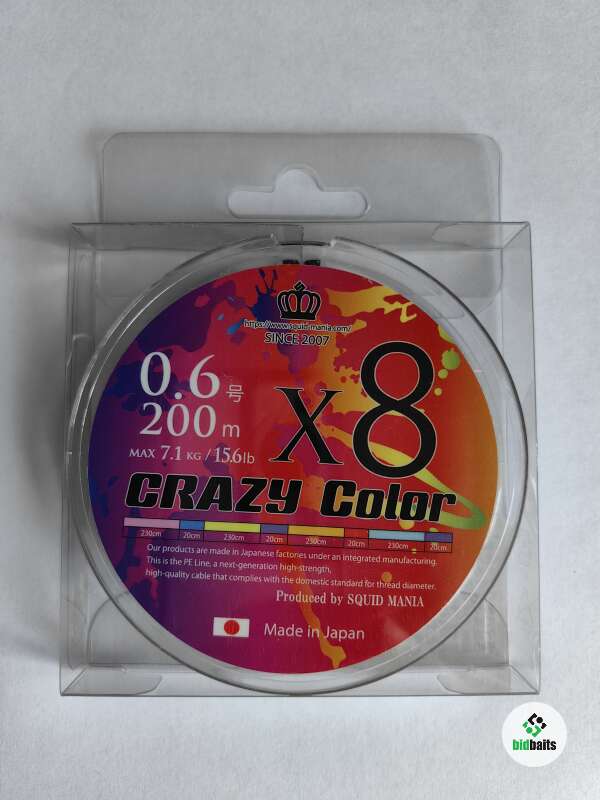 https://www.squid-mania.com/
SINCE 2007
0.6号
200m
MAX 7.1 KG / 15.6lb
x8
CRAZY Color
230cm 20cm 230cm 20cm 230cm 20cm 230cm 20cm
Our products are made in Japanese factories under an integrated manufacturing.
This is the PE Line, a next-generation high-strength,
high-quality cable that complies with the domestic standard for thread diameter.
Produced by SQUID MANIA
Made in Japan
bidbaits